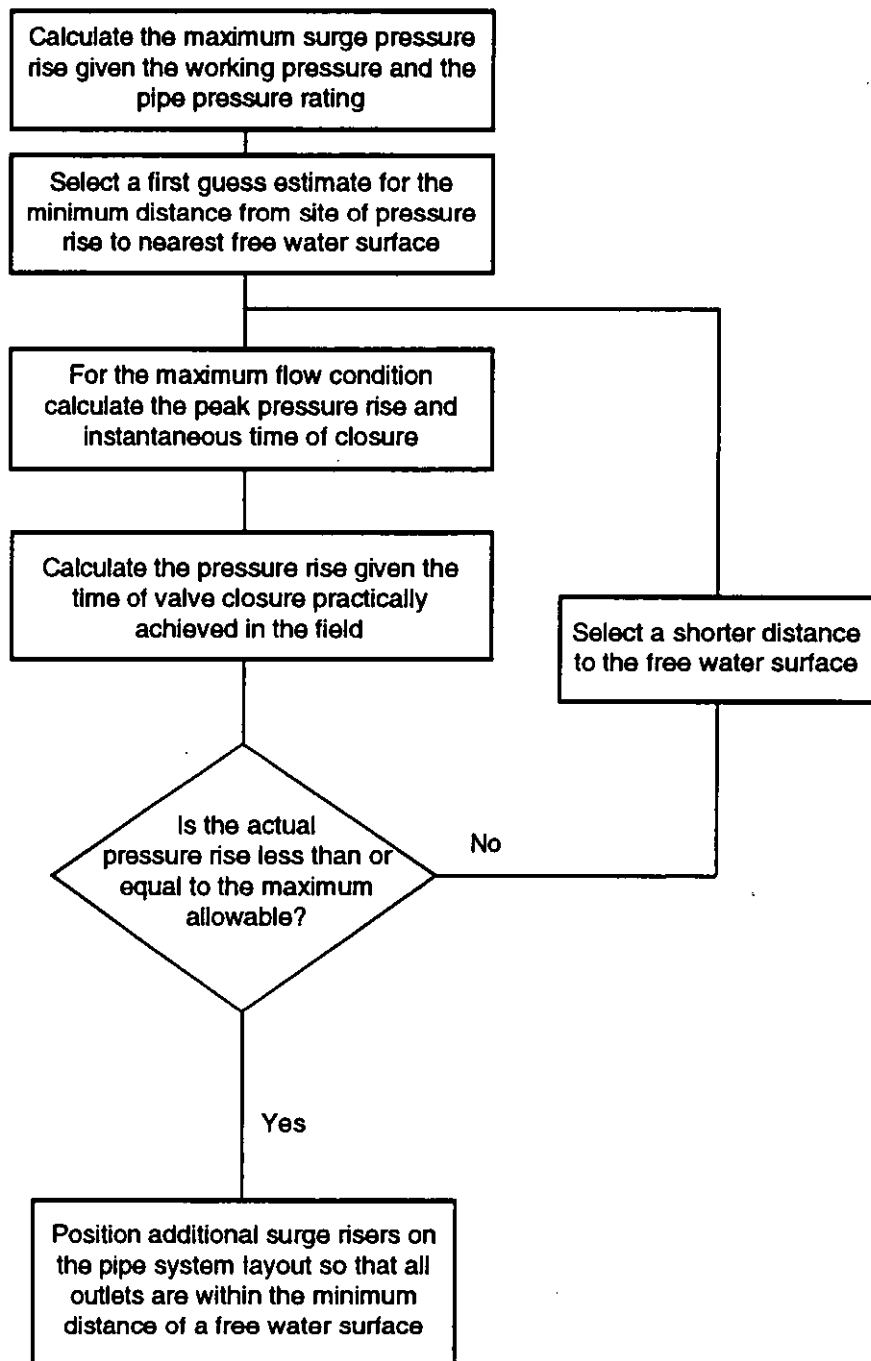 Calculate the maximum surge pressure
rise given the working pressure and the
pipe pressure rating
Select a first guess estimate for the
minimum distance from site of pressure
rise to nearest free water surface
For the maximum flow condition
calculate the peak pressure rise and
instantaneous time of closure
Calculate the pressure rise given the
time of valve closure practically
achieved in the field
Select a shorter distance
to the free water surface
Is the actual
pressure rise less than or
equal to the maximum
allowable?
No
Yes
Position additional surge risers on
the pipe system layout so that all
outlets are within the minimum
distance of a free water surface